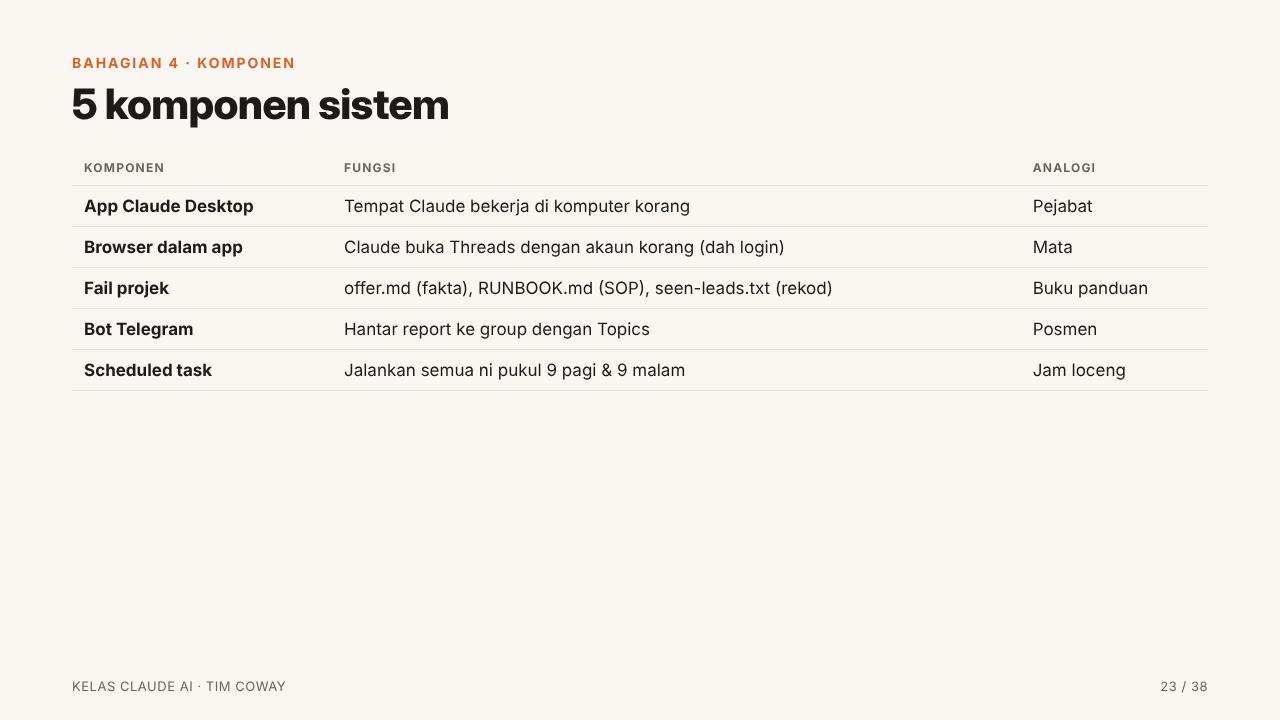 BAHAGIAN 4 · KOMPONEN
5 komponen sistem
KOMPONEN FUNGSI ANALOGI
App Claude Desktop Tempat Claude bekerja di komputer korang Pejabat
Browser dalam app Claude buka Threads dengan akaun korang (dah login) Mata
Fail projek offer.md (fakta), RUNBOOK.md (SOP), seen-leads.txt (rekod) Buku panduan
Bot Telegram Hantar report ke group dengan Topics Posmen
Scheduled task Jalankan semua ni pukul 9 pagi & 9 malam Jam loceng
KELAS CLAUDE AI · TIM COWAY 23 / 38